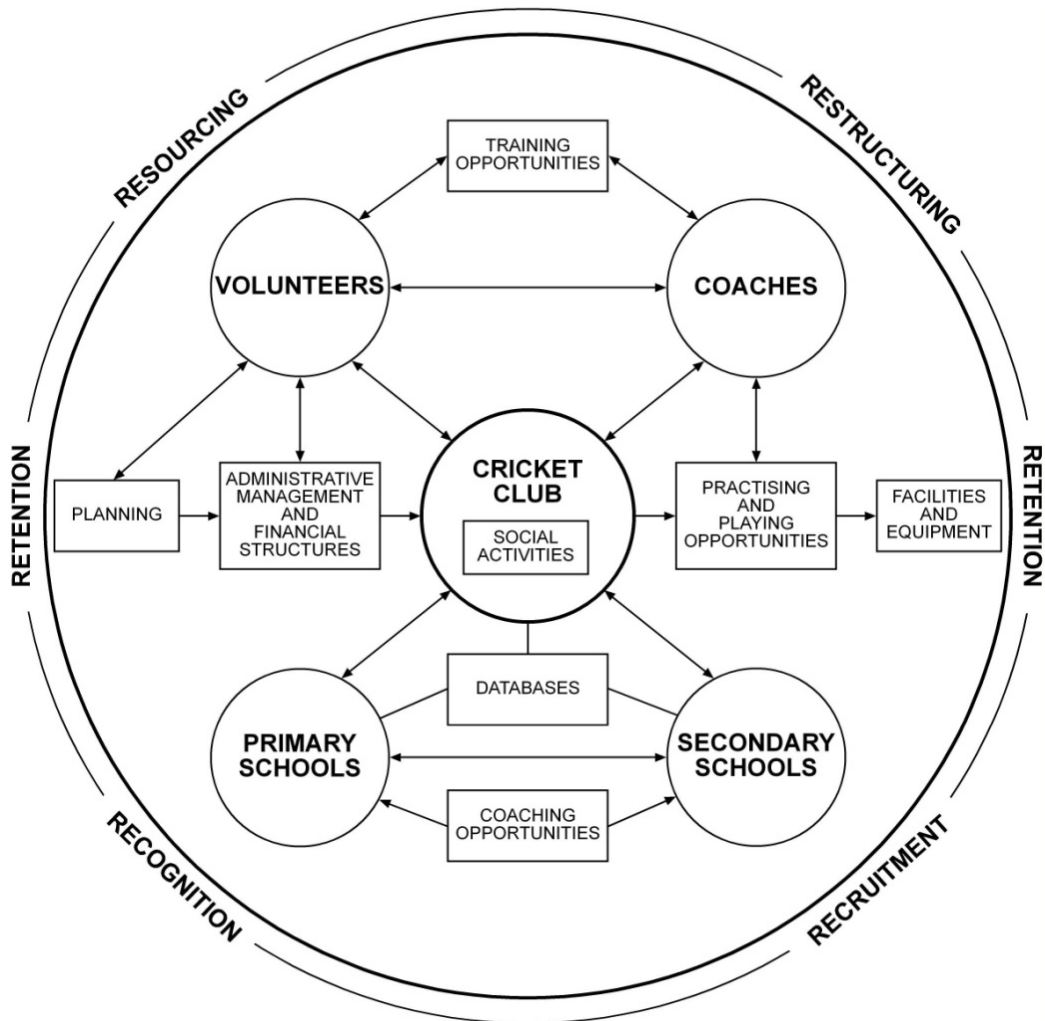 RESOURCING
RESTRUCTURING
TRAINING
OPPORTUNITIES
VOLUNTEERS
COACHES
RETENTION
PLANNING
ADMINISTRATIVE
MANAGEMENT
AND
FINANCIAL
STRUCTURES
CRICKET
CLUB
SOCIAL
ACTIVITIES
PRACTISING
AND
PLAYING
OPPORTUNITIES
FACILITIES
AND
EQUIPMENT
RETENTION
DATABASES
PRIMARY
SCHOOLS
SECONDARY
SCHOOLS
COACHING
OPPORTUNITIES
RECOGNITION
RECRUITMENT